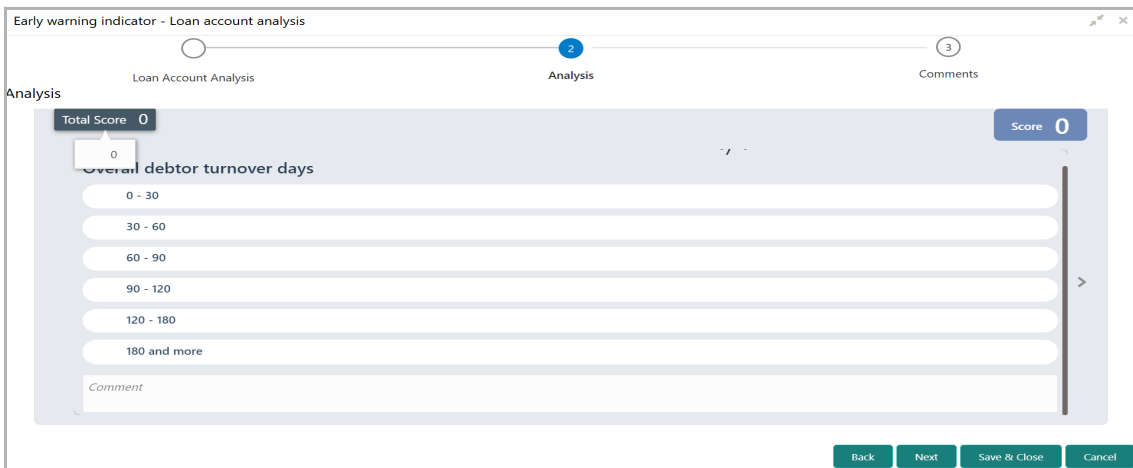 Early warning indicator - Loan account analysis
2
3
Loan Account Analysis
Analysis
Comments
Analysis
Total Score 0
Score 0
0
Overall debtor turnover days
0 - 30
30 - 60
60 - 90
90 - 120
120 - 180
180 and more
Comment
Back
Next
Save & Close
Cancel